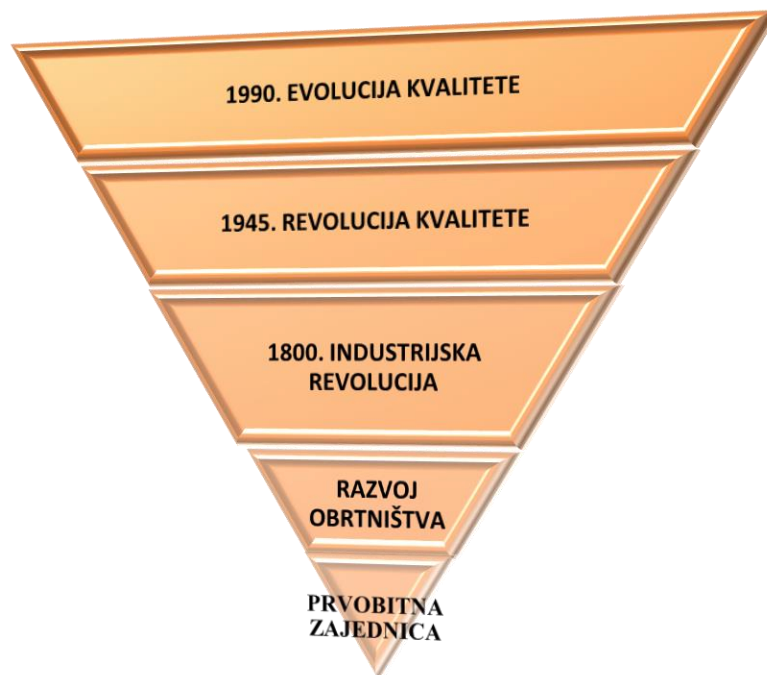 1990. EVOLUCIJA KVALITETE
1945. REVOLUCIJA KVALITETE
1800. INDUSTRIJSKA
REVOLUCIJA
RAZVOJ
OBRTNIŠTVA
PRVOBITNA
ZAJEDNICA